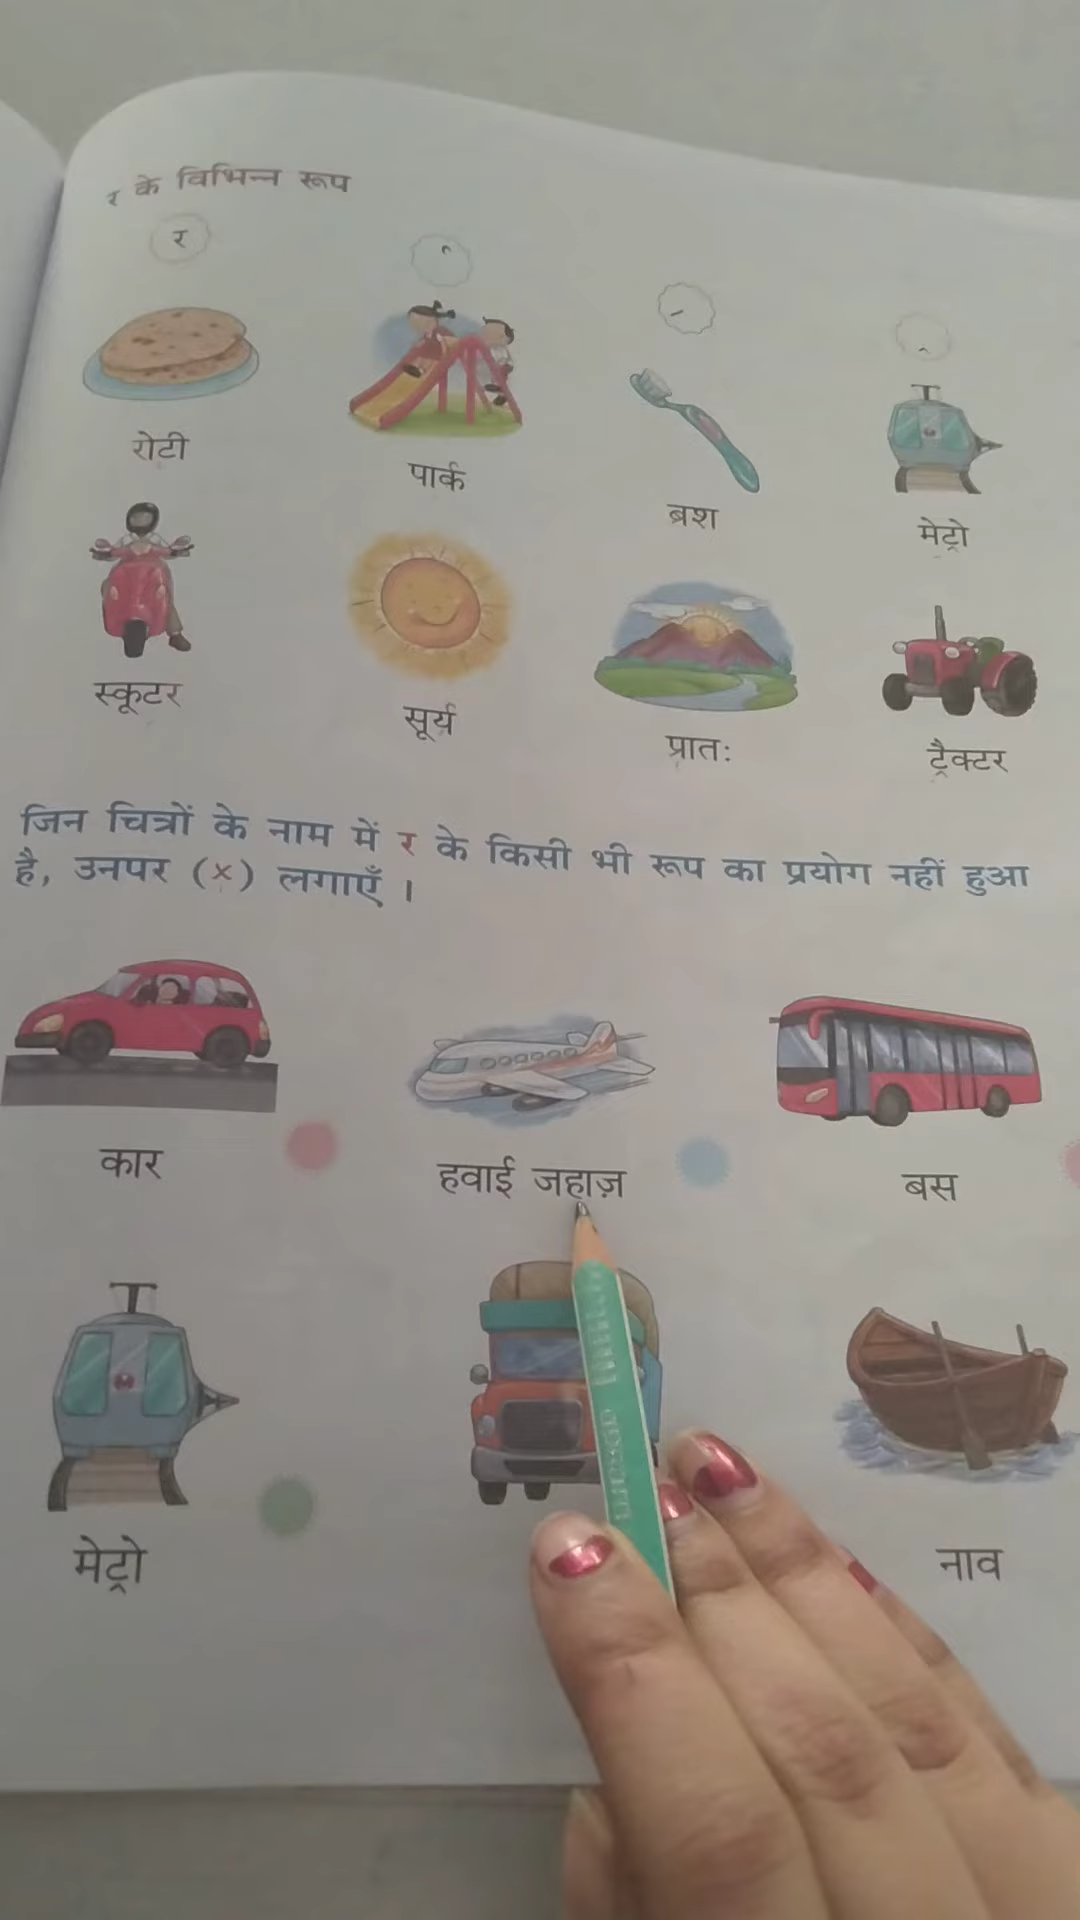 र के विभिन्न रूप
र
रोटी पार्क ब्रश मेट्रो
स्कूटर सूर्य प्रातः ट्रैक्टर
जिन चित्रों के नाम में र के किसी भी रूप का प्रयोग नहीं हुआ
है, उनपर (×) लगाएँ ।
कार हवाई जहाज़ बस
मेट्रो नाव